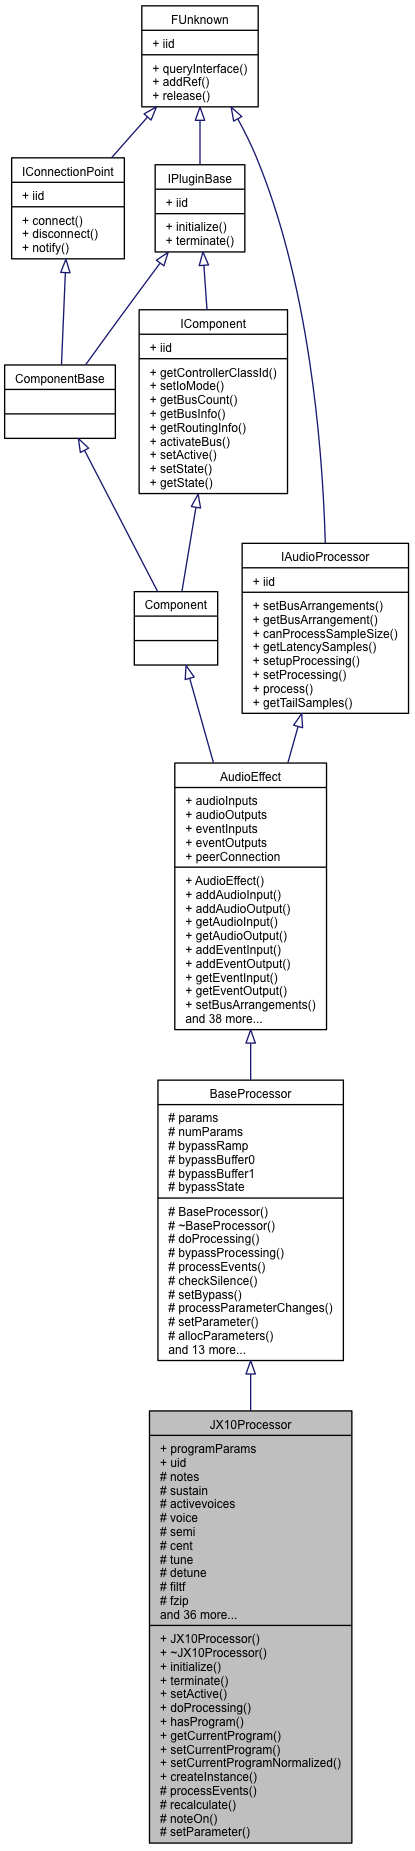 FUnknown
+ iid
+ queryInterface()
+ addRef()
+ release()
IConnectionPoint
+ iid
+ connect()
+ disconnect()
+ notify()
IPluginBase
+ iid
+ initialize()
+ terminate()
IComponent
+ iid
+ getControllerClassId()
+ setIoMode()
+ getBusCount()
+ getBusInfo()
+ getRoutingInfo()
+ activateBus()
+ setActive()
+ setState()
+ getState()
ComponentBase
IAudioProcessor
+ iid
+ setBusArrangements()
+ getBusArrangement()
+ canProcessSampleSize()
+ getLatencySamples()
+ setupProcessing()
+ setProcessing()
+ process()
+ getTailSamples()
Component
AudioEffect
+ audioInputs
+ audioOutputs
+ eventInputs
+ eventOutputs
+ peerConnection
+ AudioEffect()
+ addAudioInput()
+ addAudioOutput()
+ getAudioInput()
+ getAudioOutput()
+ addEventInput()
+ addEventOutput()
+ getEventInput()
+ getEventOutput()
+ setBusArrangements()
and 38 more...
BaseProcessor
# params
# numParams
# bypassRamp
# bypassBuffer0
# bypassBuffer1
# bypassState
# BaseProcessor()
# ~BaseProcessor()
# doProcessing()
# bypassProcessing()
# processEvents()
# checkSilence()
# setBypass()
# processParameterChanges()
# setParameter()
# allocParameters()
and 13 more...
JX10Processor
+ programParams
+ uid
# notes
# sustain
# activevoices
# voice
# semi
# cent
# tune
# detune
# filtf
# fzip
and 36 more...
+ JX10Processor()
+ ~JX10Processor()
+ initialize()
+ terminate()
+ setActive()
+ doProcessing()
+ hasProgram()
+ getCurrentProgram()
+ setCurrentProgram()
+ setCurrentProgramNormalized()
+ createInstance()
# processEvents()
# recalculate()
# noteOn()
# setParameter()